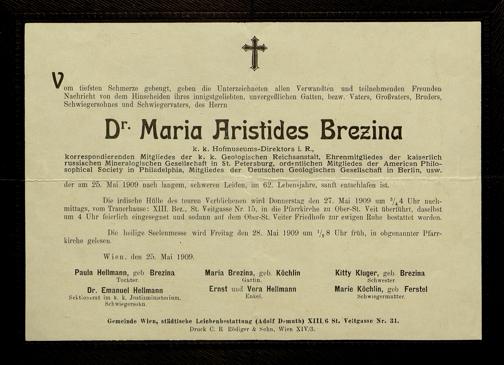 Vom tiefsten Schmerze gebeugt, geben die Unterzeichneten allen Verwandten und teilnehmenden Freunden
Nachricht von dem Hinscheiden ihres innigstgeliebten, unvergeßlichen Gatten, bezw. Vaters, Großvaters, Bruders,
Schwiegersohnes und Schwiegervaters, des Herrn
Dr. Maria Aristides Brezina
k. k. Hofmuseums-Direktors i. R.,
korrespondierenden Mitgliedes der k. k. Geologischen Reichsanstalt, Ehrenmitgliedes der kaiserlich
russischen Mineralogischen Gesellschaft in St. Petersburg, ordentlichen Mitgliedes der American Philo-
sophical Society in Philadelphia, Mitgliedes der Deutschen Geologischen Gesellschaft in Berlin, usw.
der am 25. Mai 1909 nach langem, schweren Leiden, im 62. Lebensjahre, sanft entschlafen ist.
Die irdische Hülle des teuren Verblichenen wird Donnerstag den 27. Mai 1909 um 3/4 4 Uhr nach-
mittags, vom Trauerhause: XIII. Bez., St. Veitgasse Nr. 15, in die Pfarrkirche zu Ober-St. Veit überführt, daselbst
um 4 Uhr feierlich eingesegnet und sodann auf dem Ober-St. Veiter Friedhofe zur ewigen Ruhe bestattet werden.
Die heilige Seelenmesse wird Freitag den 28. Mai 1909 um 1/2 8 Uhr früh, in obgenannter Pfarr-
kirche gelesen.
Wien, den 25. Mai 1909.
Paula Hellmann, geb Brezina
Tochter.
Maria Brezina, geb. Köchlin
Gattin.
Kitty Kluger, geb Brezina
Schwester
Dr. Emanuel Hellmann
Sektionsrat im k. k. Justizministerium,
Schwiegersohn.
Ernst und Vera Hellmann
Enkel.
Marie Köchlin, geb Ferstel
Schwiegermutter.
Gemeinde Wien, städtische Leichenbestattung (Adolf Demuth) XIII/6 St. Veitgasse Nr. 31.
Druck C. R Rödiger & Sohn, Wien XIV/3.